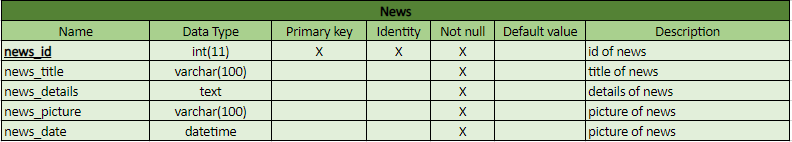 News
Name Data Type Primary key Identity Not null Default value Description
news_id int(11) X X X id of news
news_title varchar(100) X title of news
news_details text X details of news
news_picture varchar(100) X picture of news
news_date datetime X picture of news